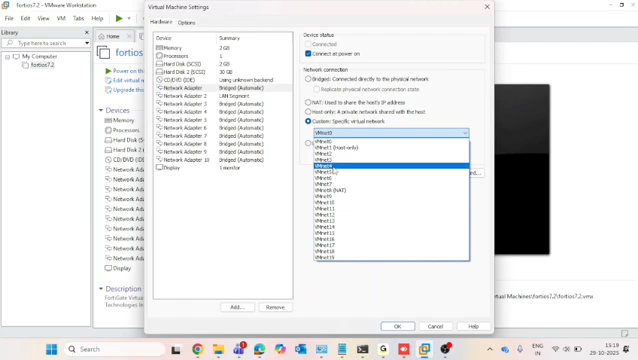 fortios7.2 - VMware Workstation
File Edit View VM Tabs Help
Library
Type here to search
My Computer
fortios7.2
Home
fortios
fortios7.2
Power on th
Edit virtual
Upgrade this
Devices
Memory
Processors
Hard Disk (
Hard Disk 2
CD/DVD (
Network A
Display
Description
FortiGate Virtual
Technologies In
Virtual Machine Settings
Hardware Options
Device Summary
Memory 2 GB
Processors 1
Hard Disk (SCSI) 2 GB
Hard Disk 2 (SCSI) 30 GB
CD/DVD (IDE) Using unknown backend
Network Adapter Bridged (Automatic)
Network Adapter 2 LAN Segment
Network Adapter 3 Bridged (Automatic)
Network Adapter 4 Bridged (Automatic)
Network Adapter 5 Bridged (Automatic)
Network Adapter 6 Bridged (Automatic)
Network Adapter 7 Bridged (Automatic)
Network Adapter 8 Bridged (Automatic)
Network Adapter 9 Bridged (Automatic)
Network Adapter 10 Bridged (Automatic)
Display 1 monitor
Add... Remove
Device status
Connected
Connect at power on
Network connection
Bridged: Connected directly to the physical network
Replicate physical network connection state
NAT: Used to share the host's IP address
Host-only: A private network shared with the host
Custom: Specific virtual network
VMnet0
VMnet0
VMnet1 (Host-only)
VMnet2
VMnet3
VMnet4
VMnet5
VMnet6
VMnet7
VMnet8 (NAT)
VMnet9
VMnet10
VMnet11
VMnet12
VMnet13
VMnet14
VMnet15
VMnet16
VMnet17
VMnet18
VMnet19
OK Cancel Help
Virtual Machines\fortios7.2\fortios7.2.vmx
Search
ENG
IN
15:19
29-10-2025